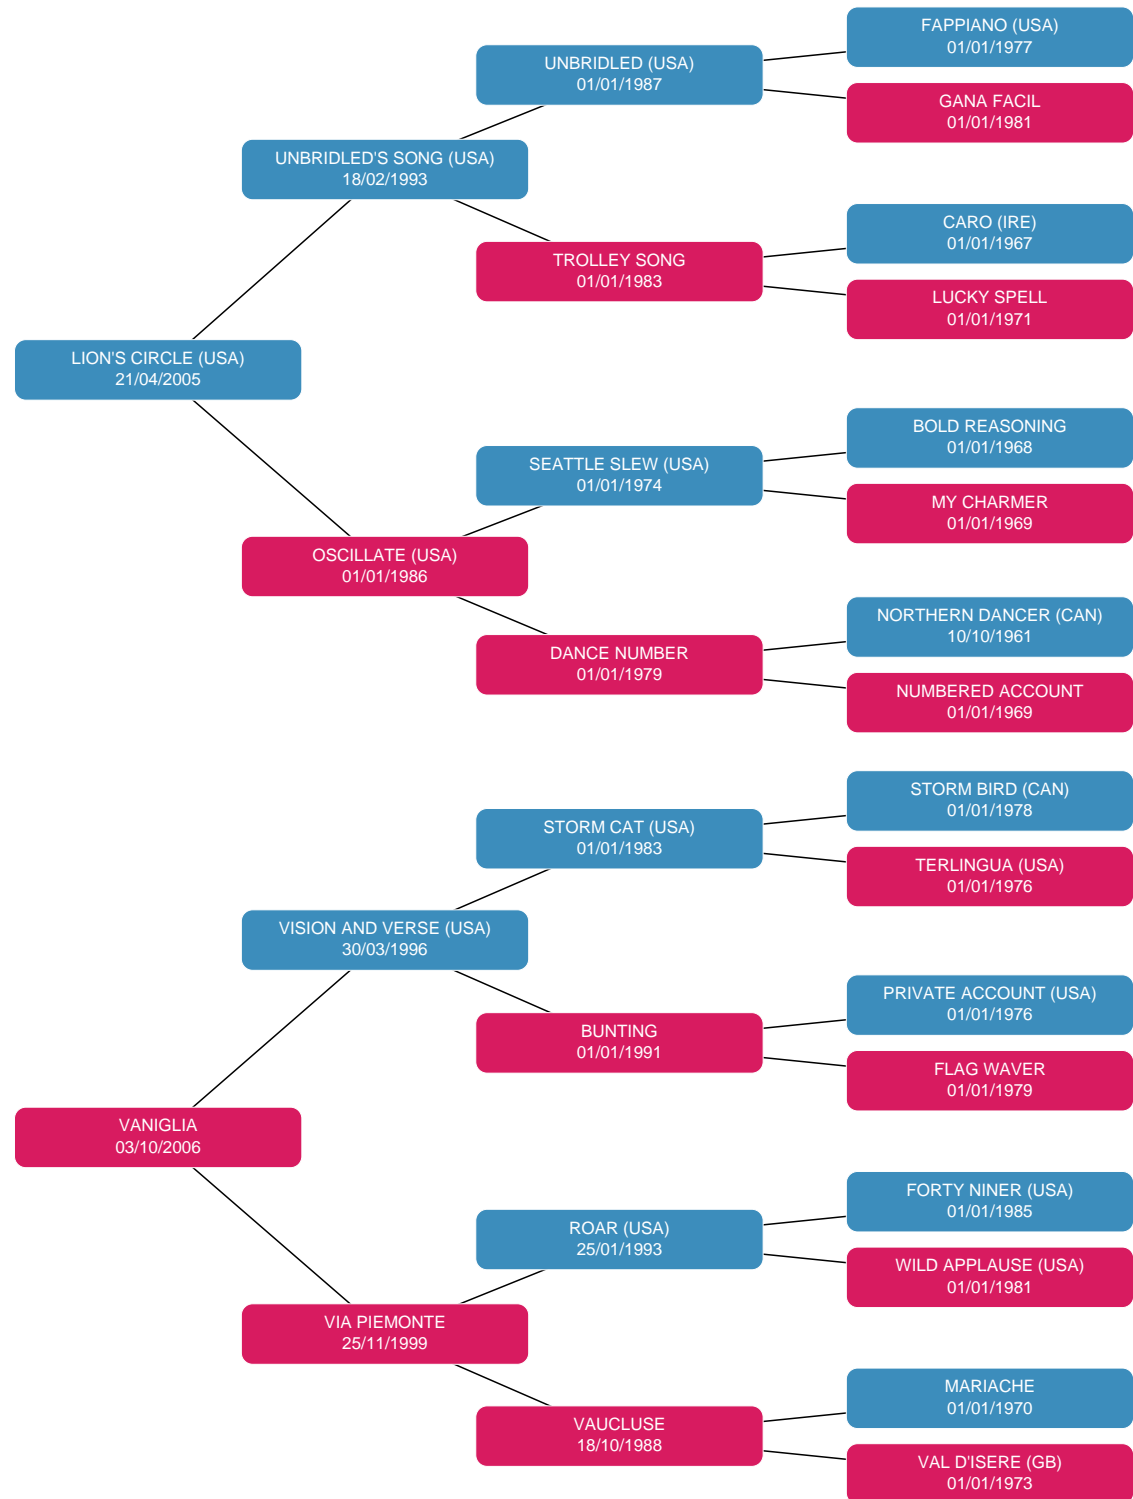 FAPPIANO (USA)
01/01/1977
UNBRIDLED (USA)
01/01/1987
GANA FACIL
01/01/1981
UNBRIDLED'S SONG (USA)
18/02/1993
CARO (IRE)
01/01/1967
TROLLEY SONG
01/01/1983
LUCKY SPELL
01/01/1971
LION'S CIRCLE (USA)
21/04/2005
BOLD REASONING
01/01/1968
SEATTLE SLEW (USA)
01/01/1974
MY CHARMER
01/01/1969
OSCILLATE (USA)
01/01/1986
NORTHERN DANCER (CAN)
10/10/1961
DANCE NUMBER
01/01/1979
NUMBERED ACCOUNT
01/01/1969
STORM BIRD (CAN)
01/01/1978
STORM CAT (USA)
01/01/1983
TERLINGUA (USA)
01/01/1976
VISION AND VERSE (USA)
30/03/1996
PRIVATE ACCOUNT (USA)
01/01/1976
BUNTING
01/01/1991
FLAG WAVER
01/01/1979
VANIGLIA
03/10/2006
FORTY NINER (USA)
01/01/1985
ROAR (USA)
25/01/1993
WILD APPLAUSE (USA)
01/01/1981
VIA PIEMONTE
25/11/1999
MARIACHE
01/01/1970
VAUCLUSE
18/10/1988
VAL D'ISERE (GB)
01/01/1973